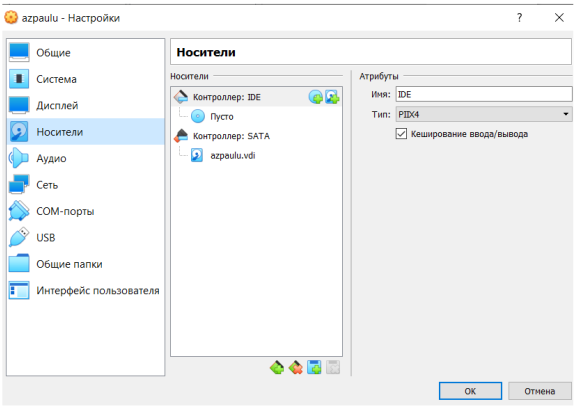 azpaulu - Настройки
Общие
Система
Дисплей
Носители
Аудио
Сеть
COM-порты
USB
Общие папки
Интерфейс пользователя
Носители
Носители
Контроллер: IDE
Пусто
Контроллер: SATA
azpaulu.vdi
Атрибуты
Имя: IDE
Тип: PIIX4
Кеширование ввода/вывода
OK Отмена